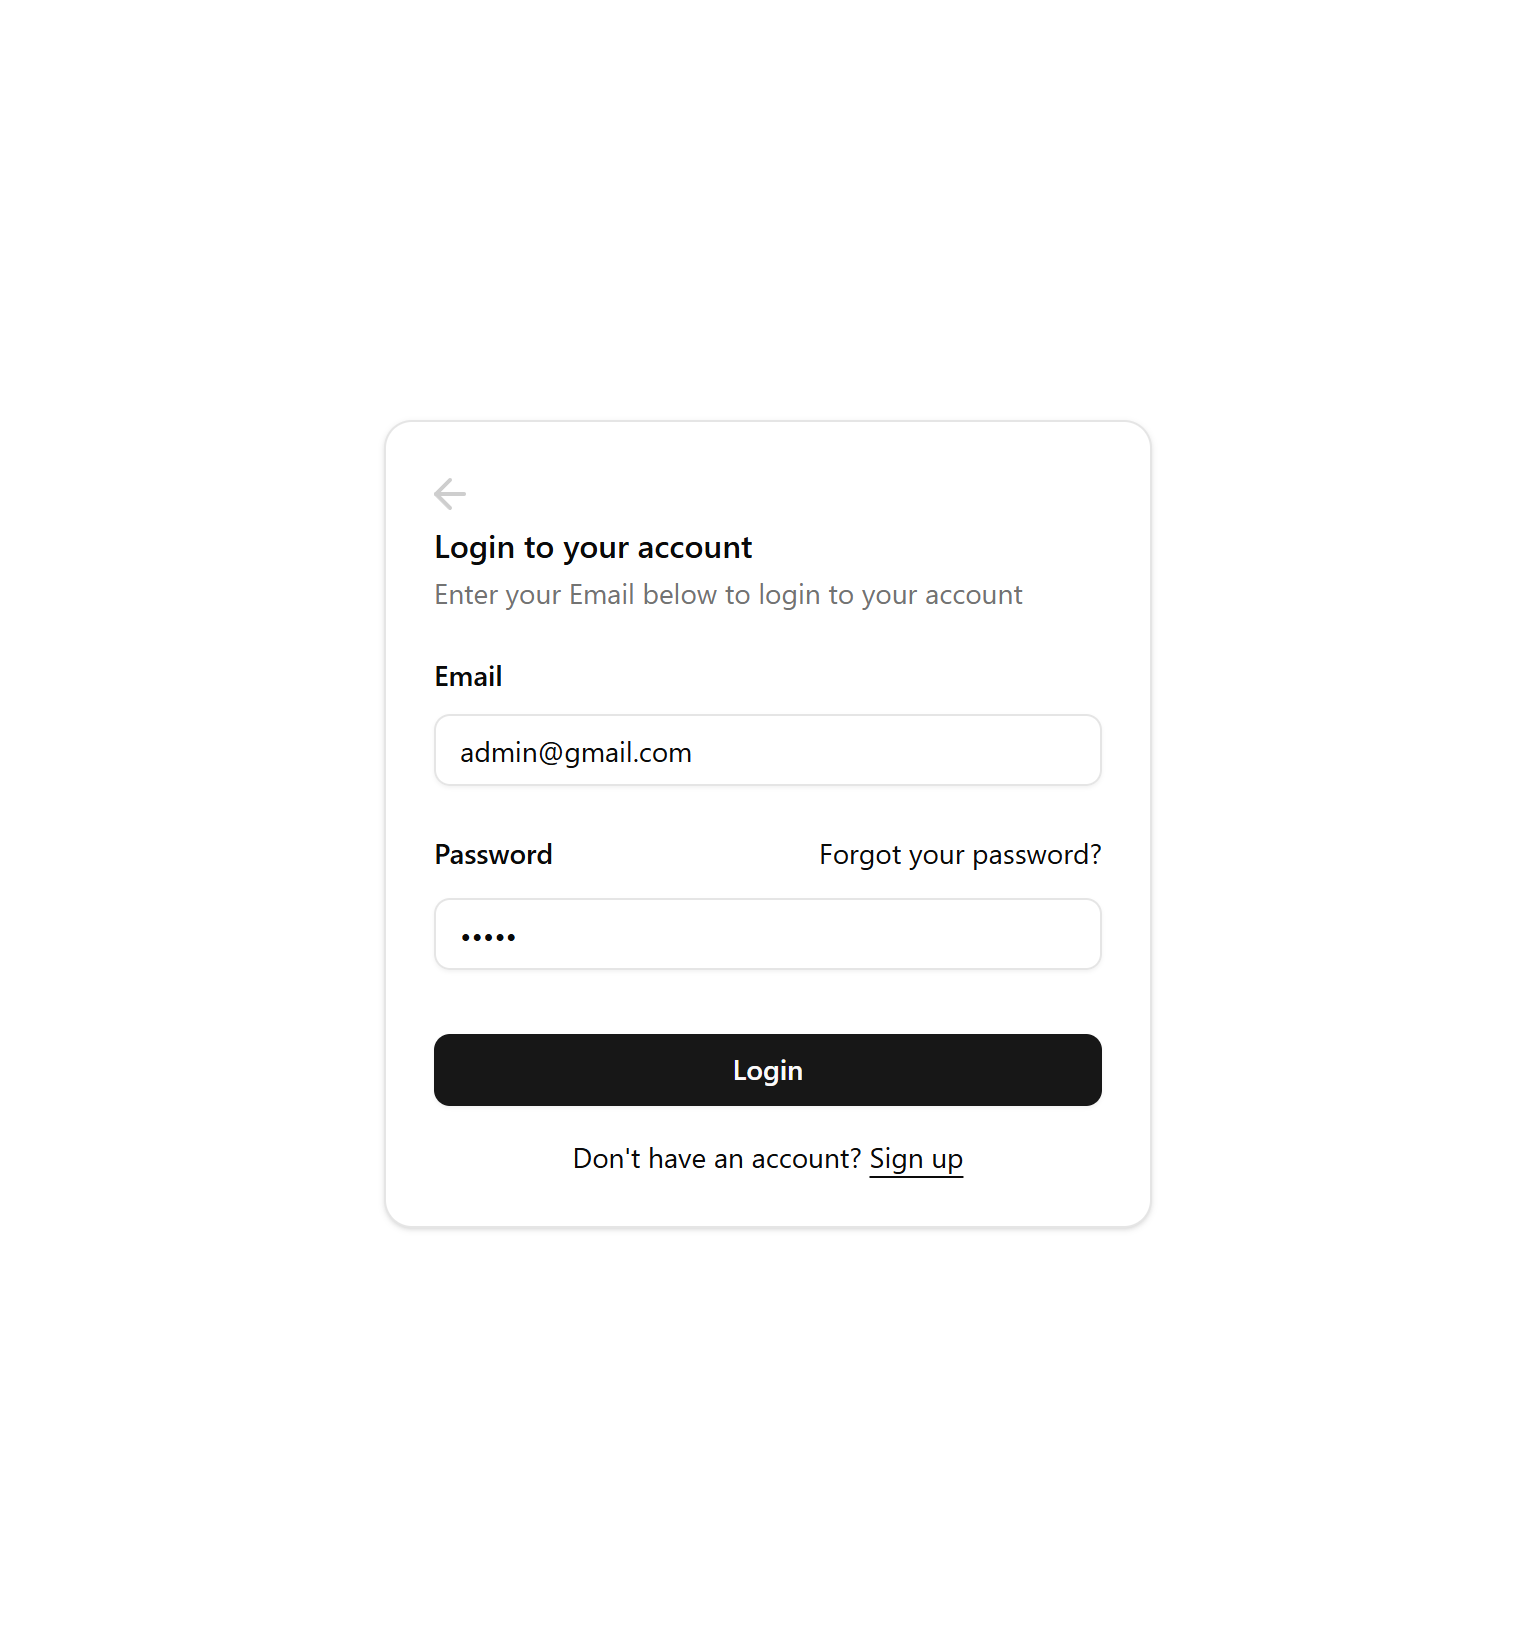 Login to your account
Enter your Email below to login to your account
Email
admin@gmail.com
Password Forgot your password?
•••••
Login
Don't have an account? Sign up